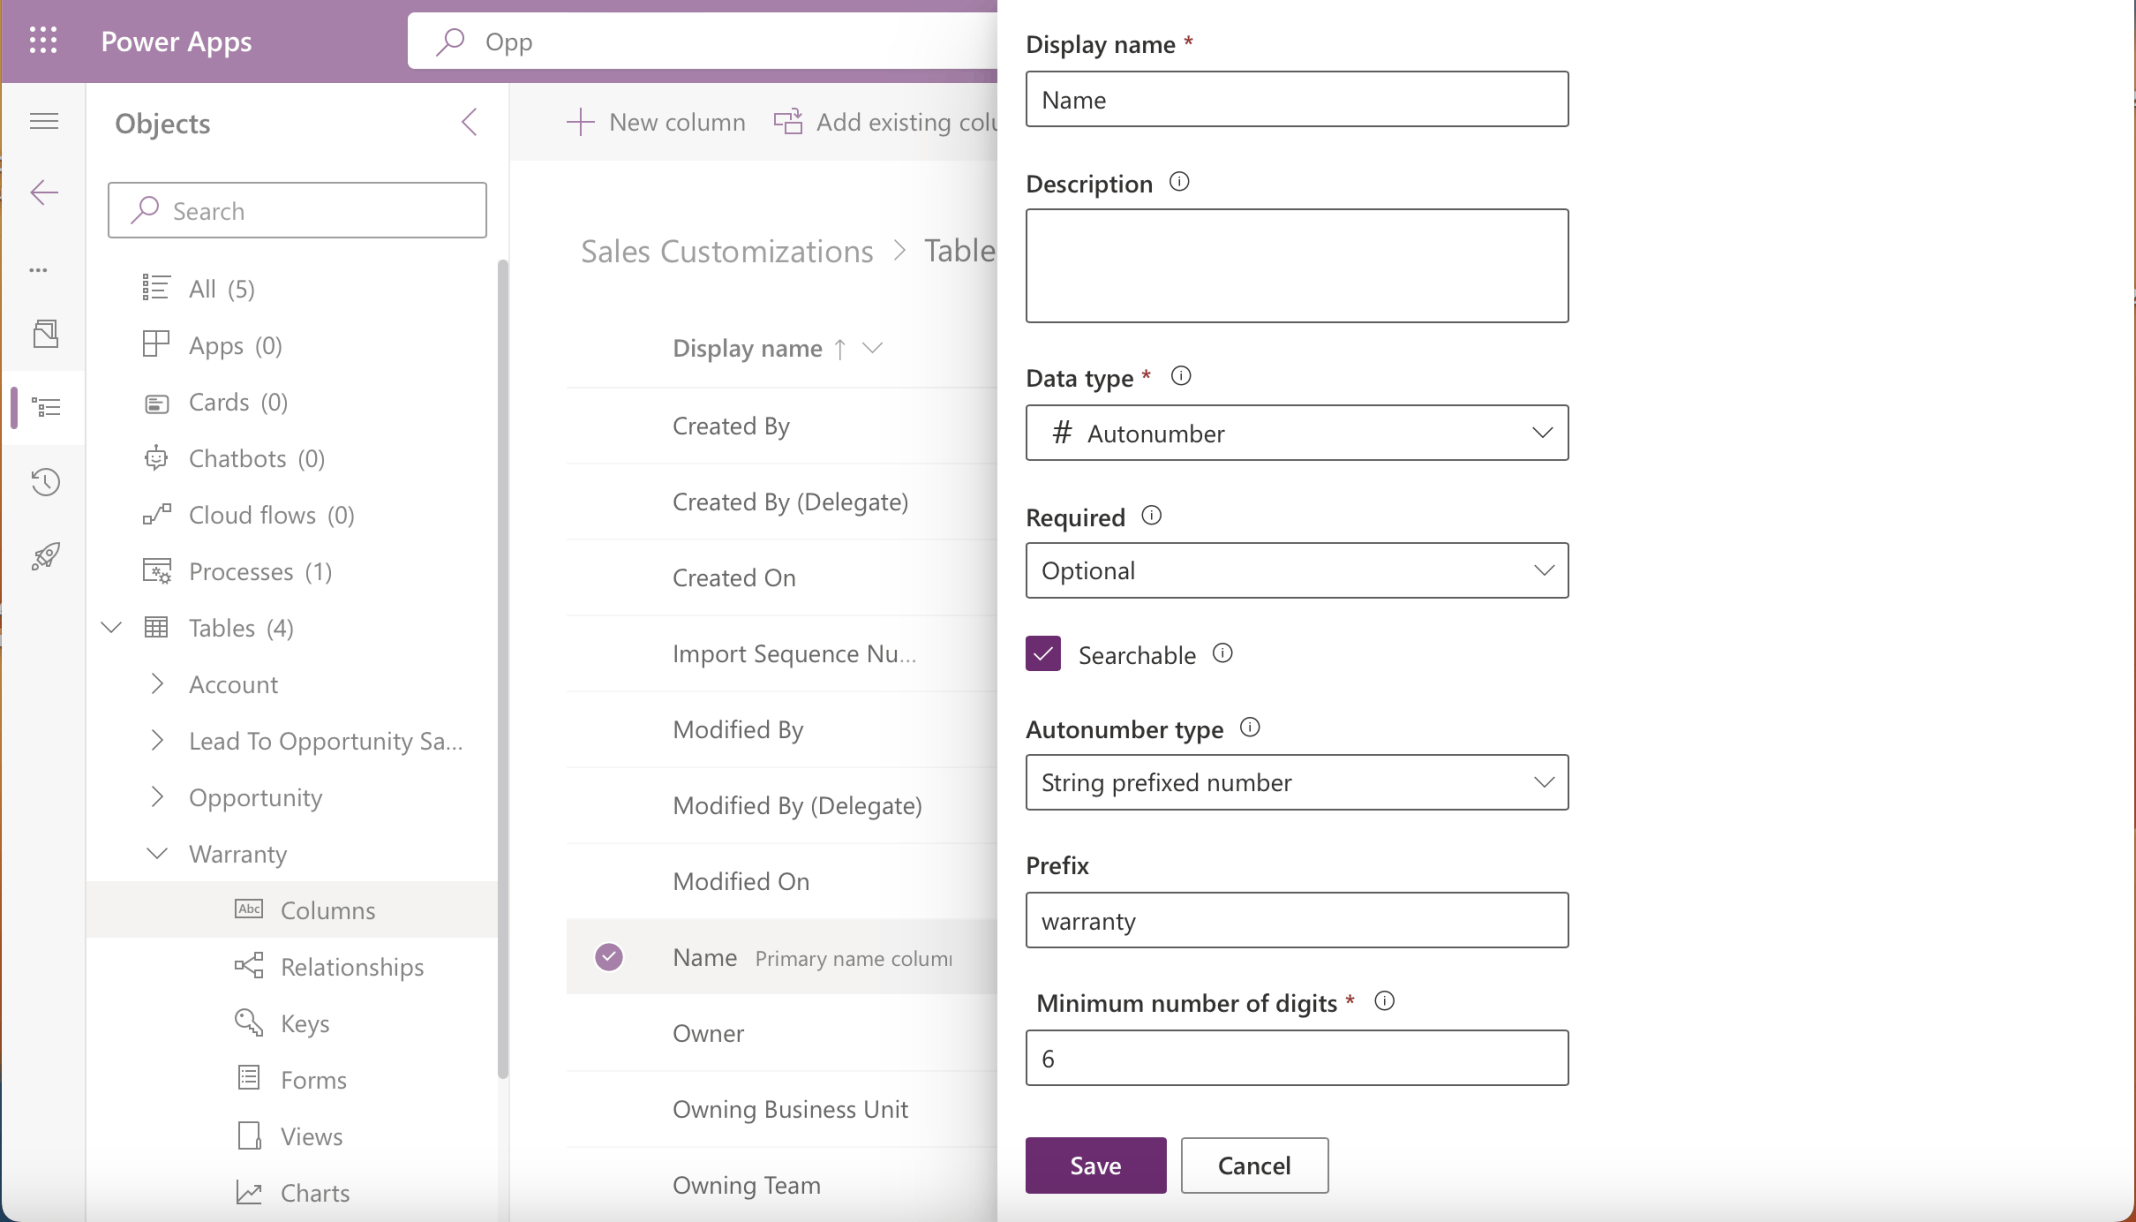 Power Apps
Opp
Objects
Search
All (5)
Apps (0)
Cards (0)
Chatbots (0)
Cloud flows (0)
Processes (1)
Tables (4)
Account
Lead To Opportunity Sa...
Opportunity
Warranty
Abc Columns
Relationships
Keys
Forms
Views
Charts
New column
Add existing colu
Sales Customizations > Table
Display name
Created By
Created By (Delegate)
Created On
Import Sequence Nu...
Modified By
Modified By (Delegate)
Modified On
Name Primary name colum
Owner
Owning Business Unit
Owning Team
Display name *
Name
Description
Data type *
# Autonumber
Required
Optional
Searchable
Autonumber type
String prefixed number
Prefix
warranty
Minimum number of digits *
6
Save
Cancel